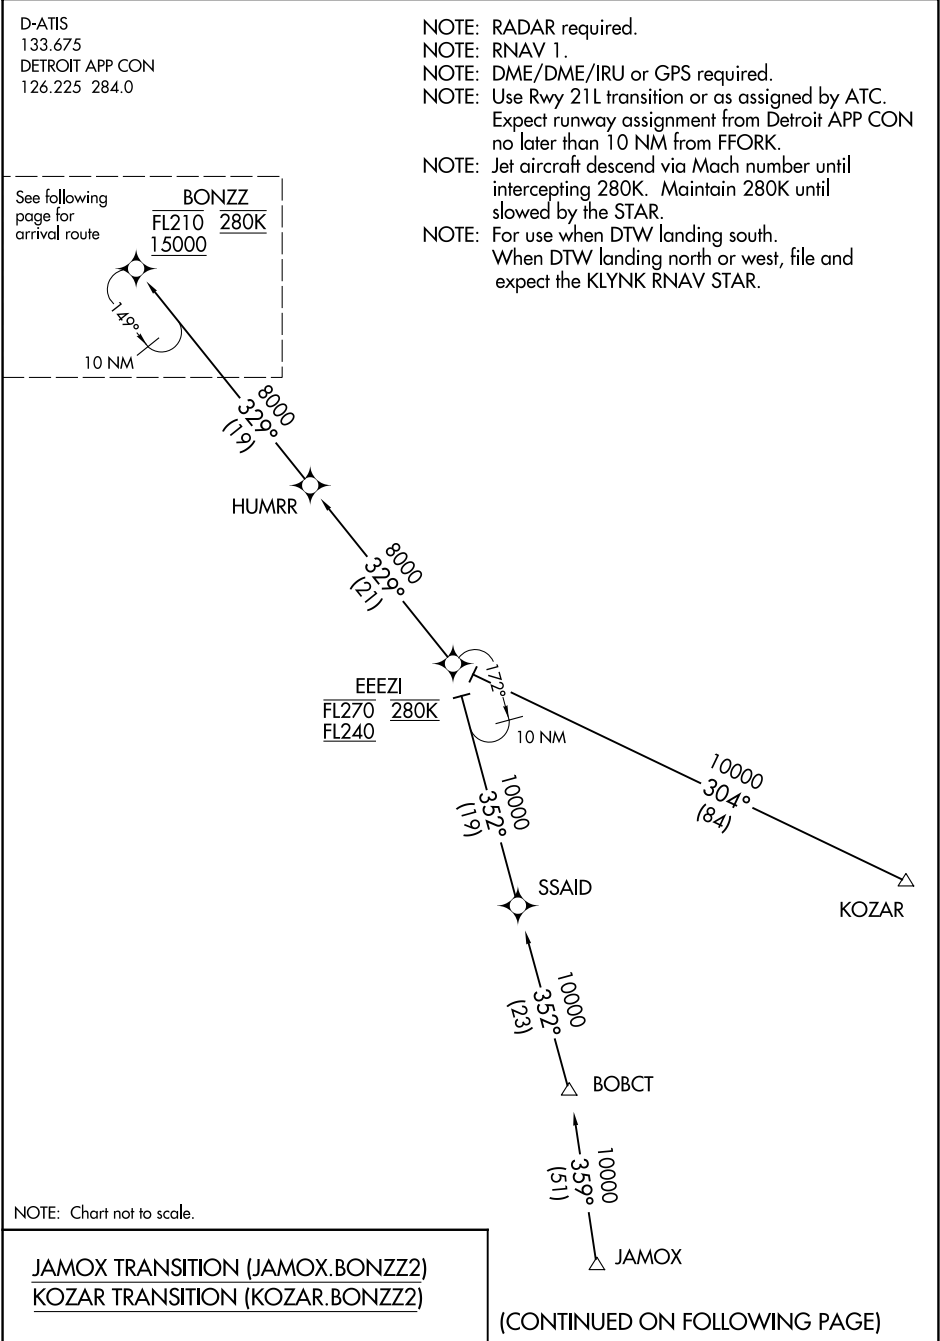 D-ATIS
133.675
DETROIT APP CON
126.225 284.0
NOTE: RADAR required.
NOTE: RNAV 1.
NOTE: DME/DME/IRU or GPS required.
NOTE: Use Rwy 21L transition or as assigned by ATC.
Expect runway assignment from Detroit APP CON
no later than 10 NM from FFORK.
NOTE: Jet aircraft descend via Mach number until
intercepting 280K. Maintain 280K until
slowed by the STAR.
NOTE: For use when DTW landing south.
When DTW landing north or west, file and
expect the KLYNK RNAV STAR.
See following
page for
arrival route
BONZZ
FL210 280K
15000
149°
10 NM
8000
329°
(19)
HUMRR
8000
329°
(21)
EEEZI
FL270 280K
FL240
172°
10 NM
10000
304°
(84)
KOZAR
10000
352°
(19)
SSAID
10000
352°
(23)
BOBCT
10000
359°
(51)
JAMOX
NOTE: Chart not to scale.
JAMOX TRANSITION (JAMOX.BONZZ2)
KOZAR TRANSITION (KOZAR.BONZZ2)
(CONTINUED ON FOLLOWING PAGE)